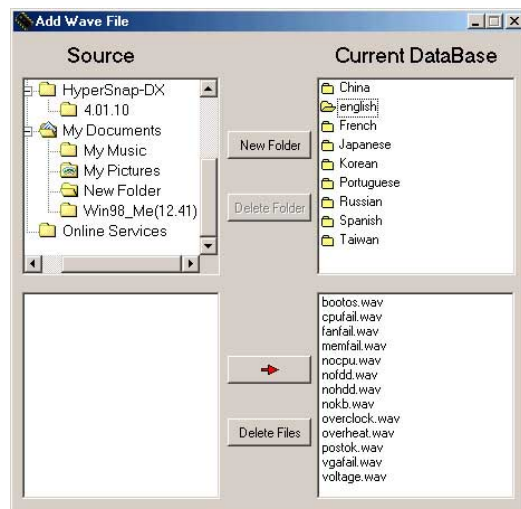 Add Wave File
Source
Current DataBase
HyperSnap-DX
4.01.10
My Documents
My Music
My Pictures
New Folder
Win98_Me(12.41)
Online Services
New Folder
Delete Folder
China
english
French
Japanese
Korean
Portuguese
Russian
Spanish
Taiwan
Delete Files
bootos.wav
cpufail.wav
fanfail.wav
memfail.wav
nocpu.wav
nofdd.wav
nohdd.wav
nokb.wav
overclock.wav
overheat.wav
postok.wav
vgafail.wav
voltage.wav